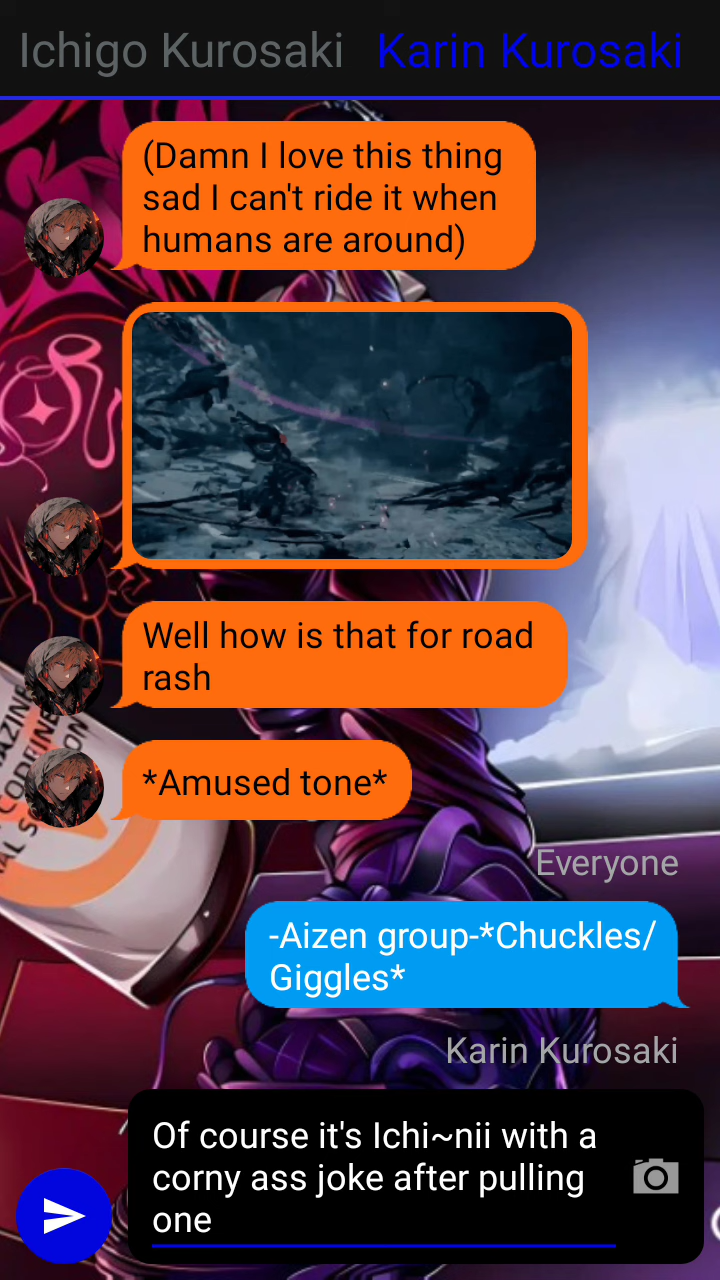 Ichigo Kurosaki Karin Kurosaki
(Damn I love this thing
sad I can't ride it when
humans are around)
Well how is that for road
rash
*Amused tone*
Everyone
-Aizen group-*Chuckles/
Giggles*
Karin Kurosaki
Of course it's Ichi~nii with a
corny ass joke after pulling
one